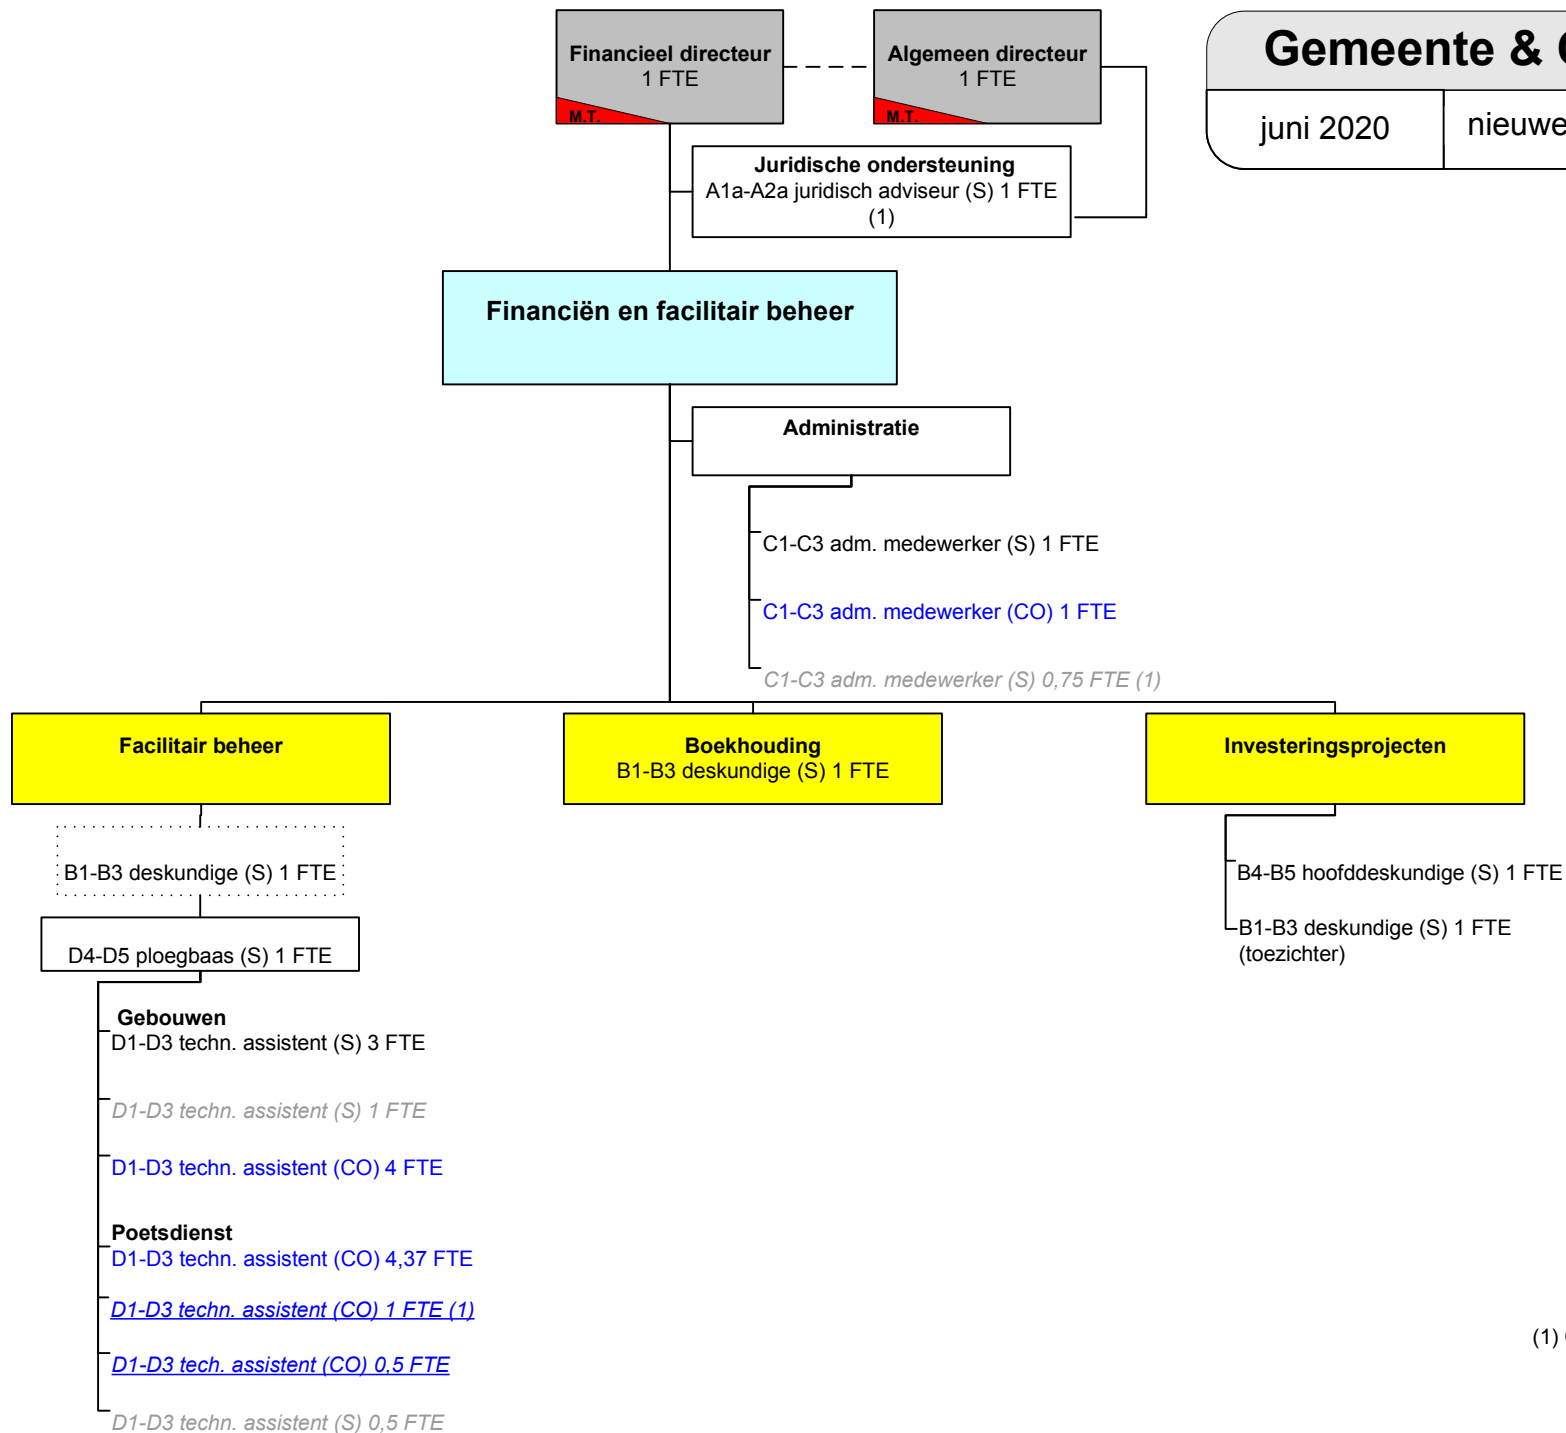 Financieel directeur
1 FTE
M.T.
Algemeen directeur
1 FTE
M.T.
Gemeente &
juni 2020
nieuwe
Juridische ondersteuning
A1a-A2a juridisch adviseur (S) 1 FTE
(1)
Financiën en facilitair beheer
Administratie
C1-C3 adm. medewerker (S) 1 FTE
C1-C3 adm. medewerker (CO) 1 FTE
C1-C3 adm. medewerker (S) 0,75 FTE (1)
Facilitair beheer
Boekhouding
B1-B3 deskundige (S) 1 FTE
Investeringsprojecten
B1-B3 deskundige (S) 1 FTE
B4-B5 hoofddeskundige (S) 1 FTE
B1-B3 deskundige (S) 1 FTE
(toezichter)
D4-D5 ploegbaas (S) 1 FTE
Gebouwen
D1-D3 techn. assistent (S) 3 FTE
D1-D3 techn. assistent (S) 1 FTE
D1-D3 techn. assistent (CO) 4 FTE
Poetsdienst
D1-D3 techn. assistent (CO) 4,37 FTE
D1-D3 techn. assistent (CO) 1 FTE (1)
D1-D3 tech. assistent (CO) 0,5 FTE
D1-D3 techn. assistent (S) 0,5 FTE
(1)